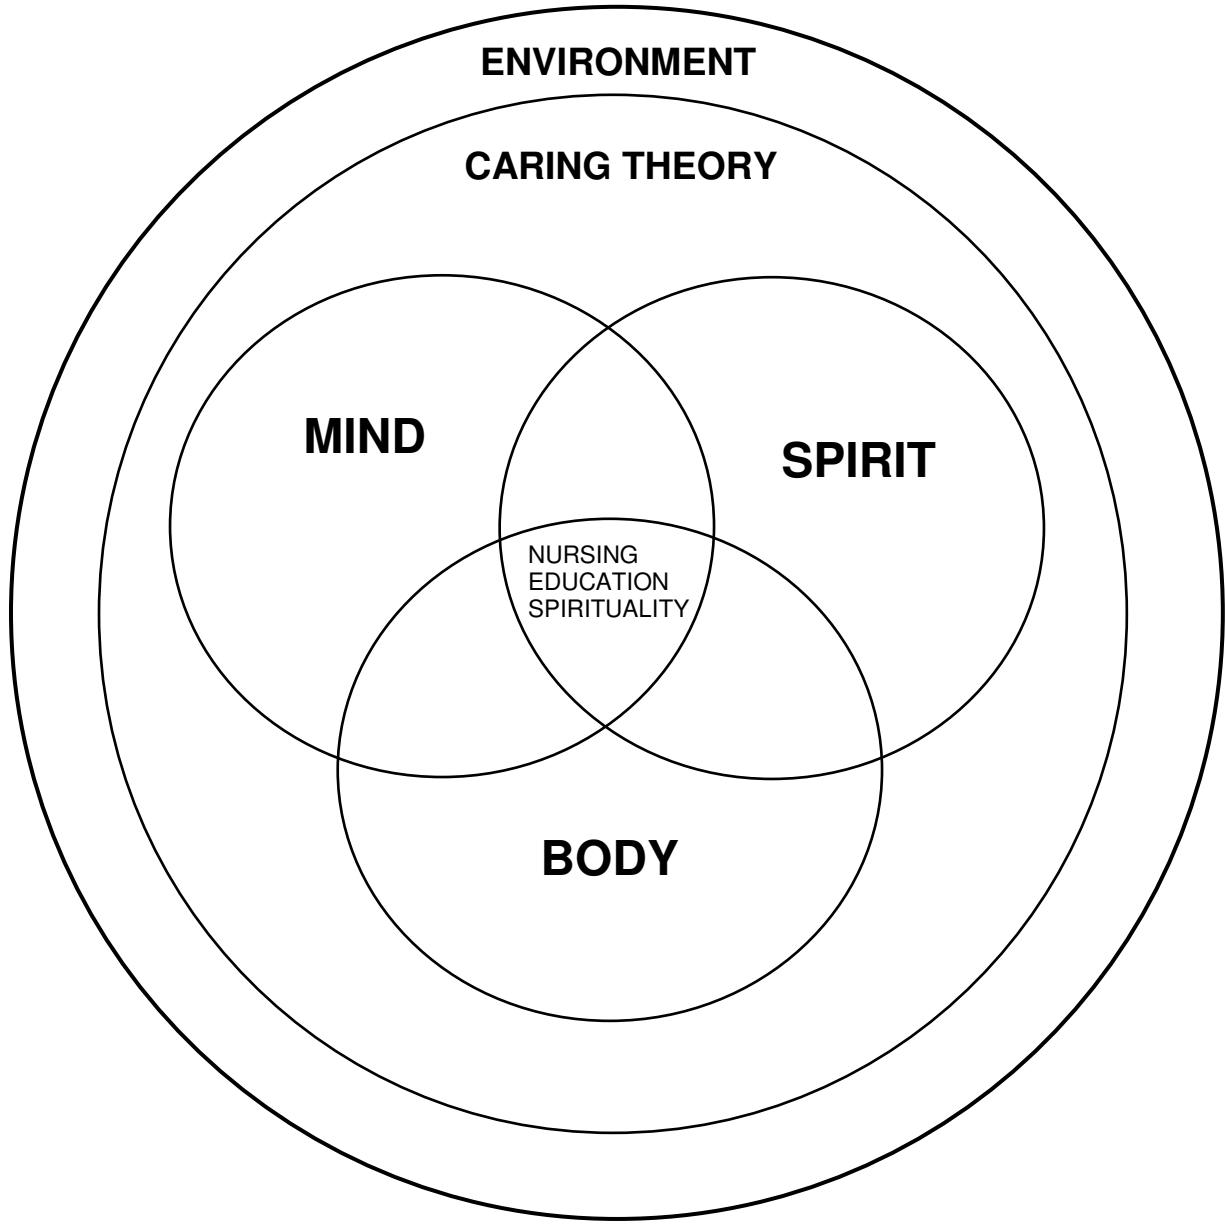 ENVIRONMENT
CARING THEORY
MIND
SPIRIT
NURSING
EDUCATION
SPIRITUALITY
BODY